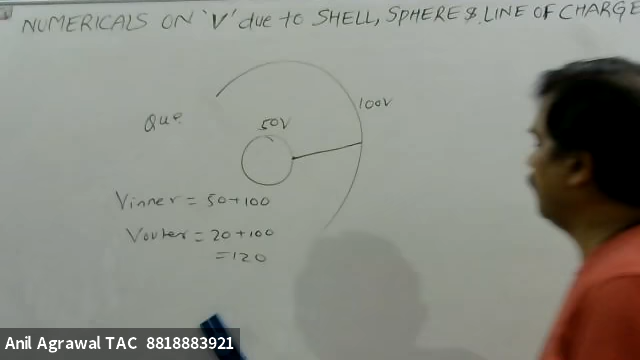 NUMERICALS ON 'V' due to SHELL, SPHERE & LINE OF CHARGE
100V
Que.
50V
Vinner = 50+100
Vouter = 20+100
=120
Anil Agrawal TAC 8818883921